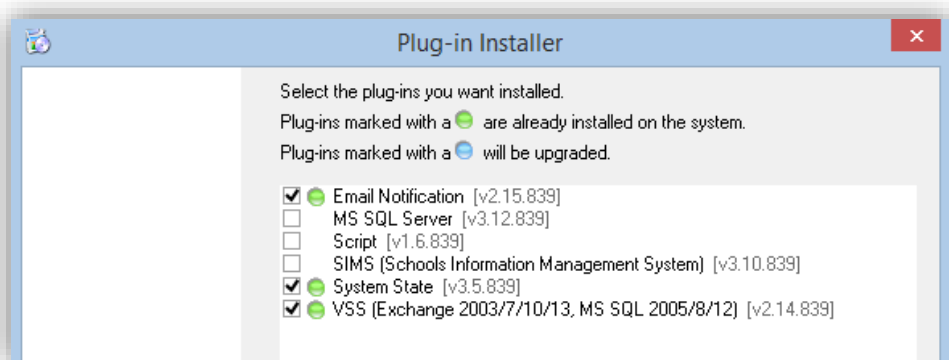 Plug-in Installer
Select the plug-ins you want installed.
Plug-ins marked with a are already installed on the system.
Plug-ins marked with a will be upgraded.
Email Notification [v2.15.839]
MS SQL Server [v3.12.839]
Script [v1.6.839]
SIMS (Schools Information Management System) [v3.10.839]
System State [v3.5.839]
VSS (Exchange 2003/7/10/13, MS SQL 2005/8/12) [v2.14.839]